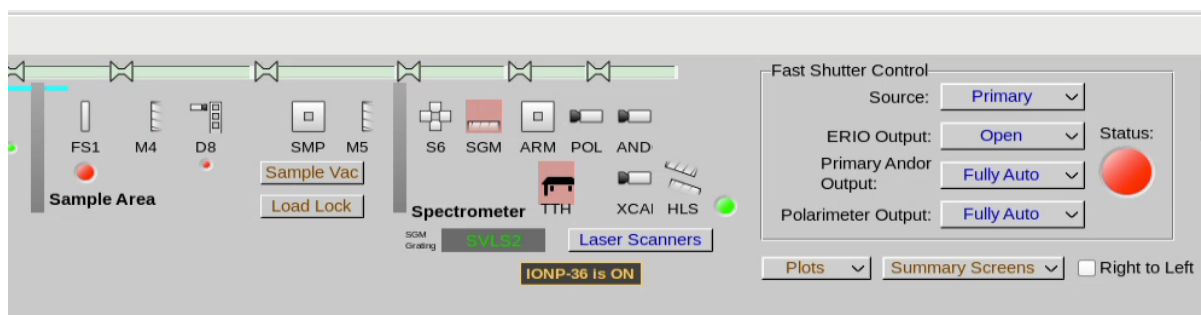 Fast Shutter Control
Source: Primary
ERIO Output: Open Status:
Primary Andor Output: Fully Auto
Polarimeter Output: Fully Auto
FS1 M4 D8 SMP M5 S6 SGM ARM POL AND
Sample Vac
Sample Area
Load Lock
Spectrometer TTH XCAI HLS
SGM Grating SVLS2 Laser Scanners
IONP-36 is ON
Plots Summary Screens Right to Left